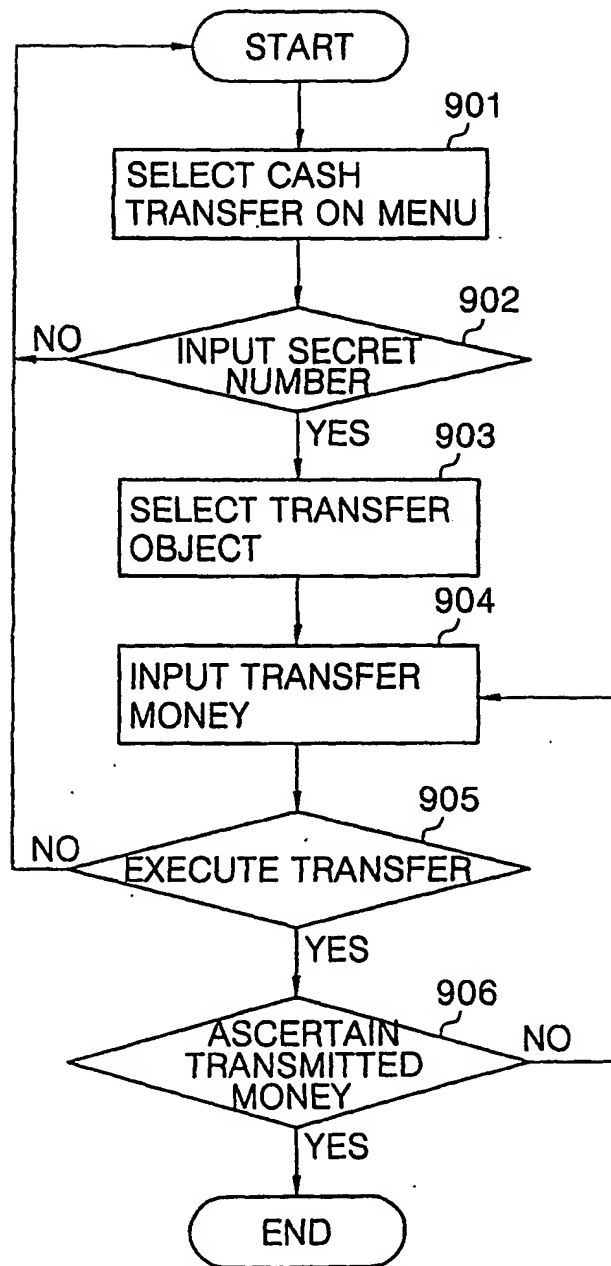 START
901
SELECT CASH
TRANSFER ON MENU
902
NO
INPUT SECRET
NUMBER
YES
903
SELECT TRANSFER
OBJECT
904
INPUT TRANSFER
MONEY
905
NO
EXECUTE TRANSFER
YES
906
ASCERTAIN
TRANSMITTED
MONEY
NO
YES
END